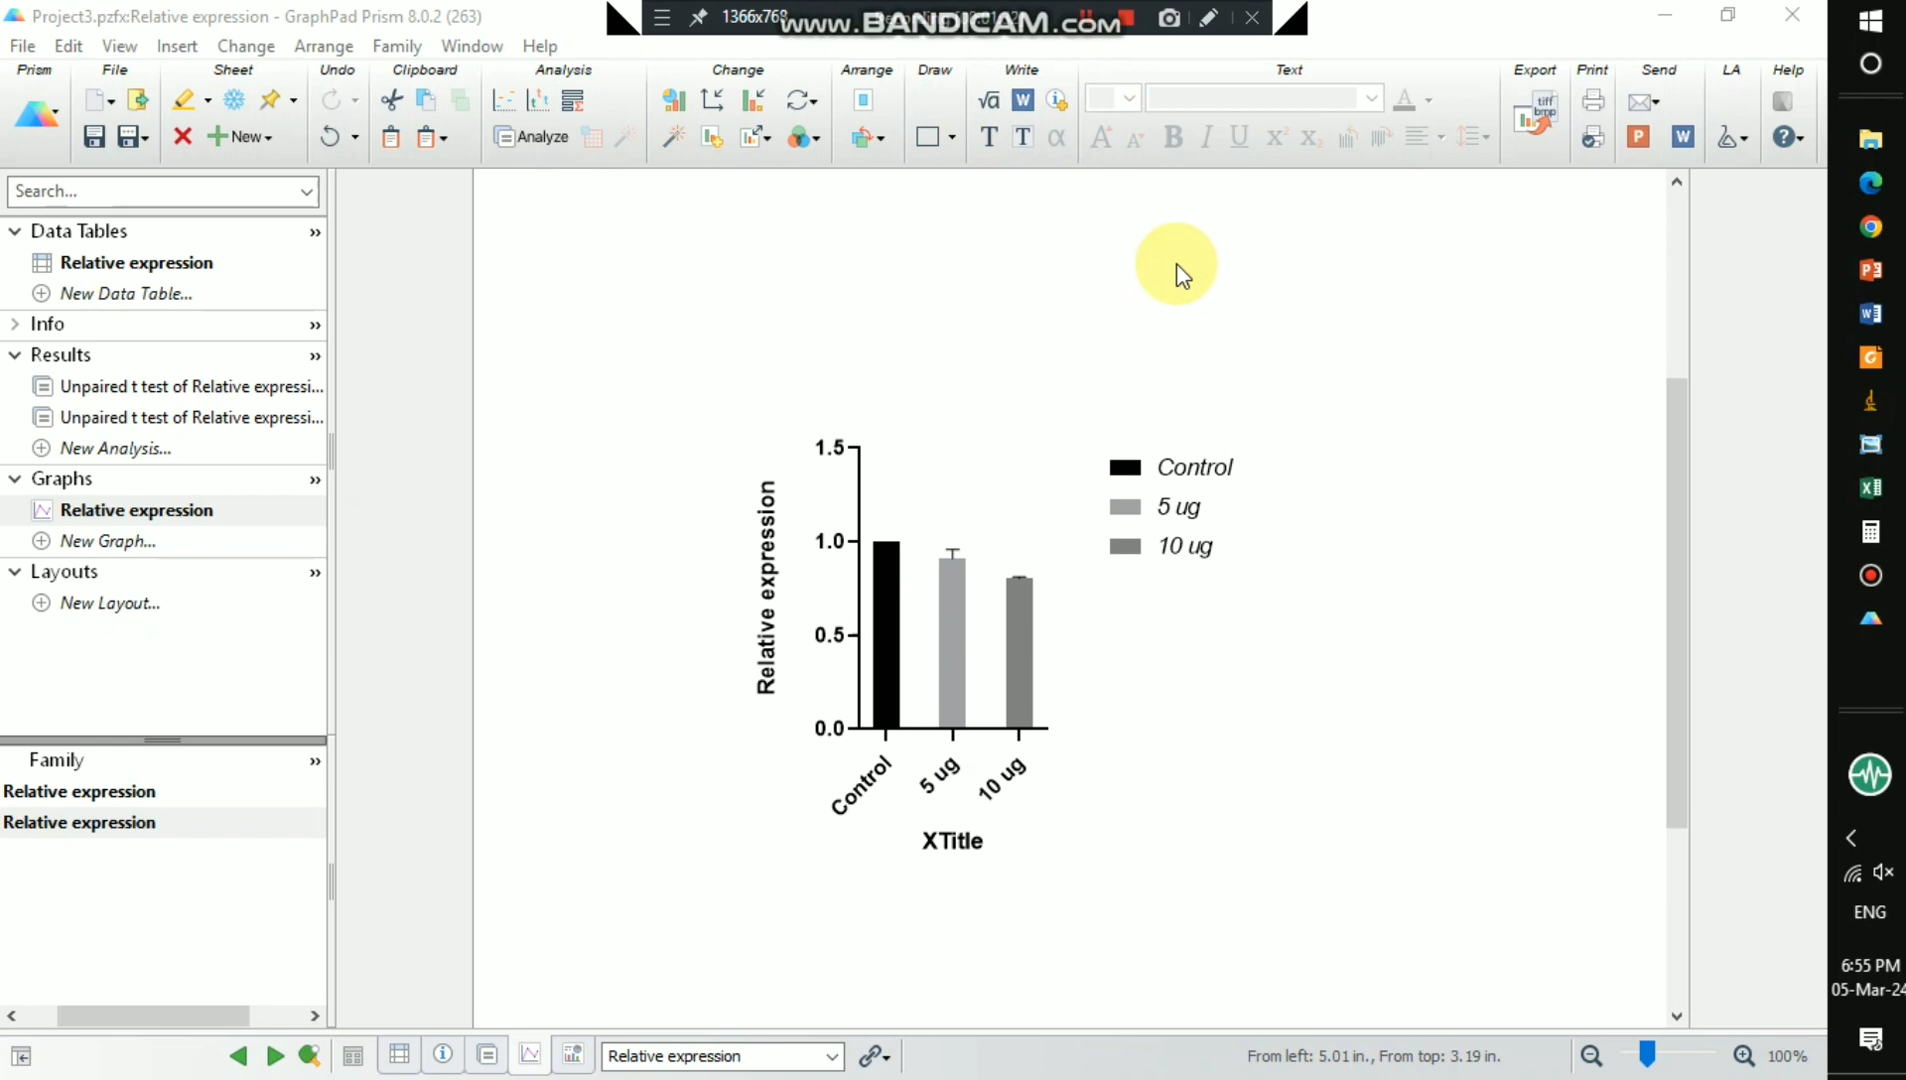 Project3.pzfx:Relative expression - GraphPad Prism 8.0.2 (263)
1366x768
www.BANDICAM.com
File Edit View Insert Change Arrange Family Window Help
Prism File Sheet Undo Clipboard Analysis Change Arrange Draw Write Text Export Print Send LA Help
tiff
bmp
New
Analyze
Search...
Data Tables
Relative expression
New Data Table...
Info
Results
Unpaired t test of Relative expressi...
Unpaired t test of Relative expressi...
New Analysis...
Graphs
Relative expression
New Graph...
Layouts
New Layout...
Family
Relative expression
Relative expression
1.5
1.0
0.5
0.0
Relative expression
Control
5 ug
10 ug
XTitle
Control
5 ug
10 ug
Relative expression
From left: 5.01 in., From top: 3.19 in.
100%
ENG
6:55 PM
05-Mar-24